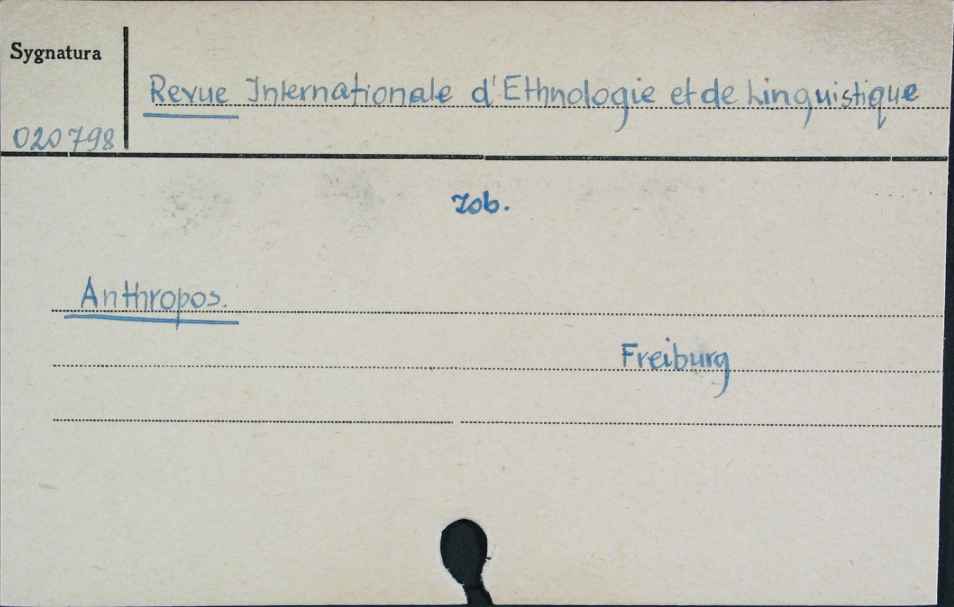 Sygnatura
Revue Internationale d'Ethnologie et de Linguistique
020798
Zob.
Anthropos.
Freiburg